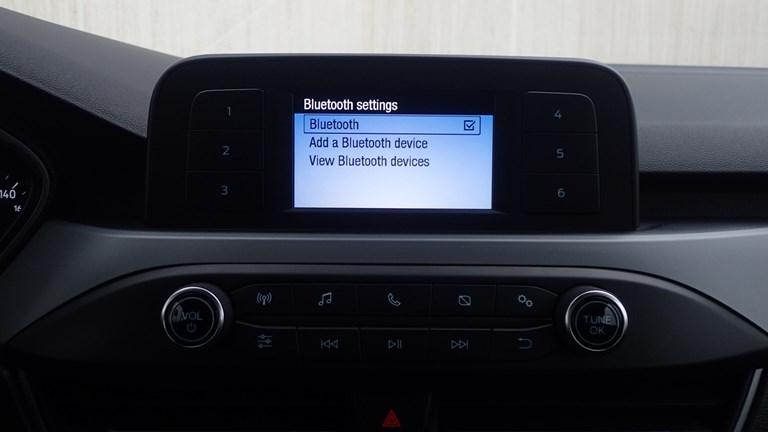 Bluetooth settings
Bluetooth
Add a Bluetooth device
View Bluetooth devices
1
2
3
4
5
6
140
VOL
TUNE
OK